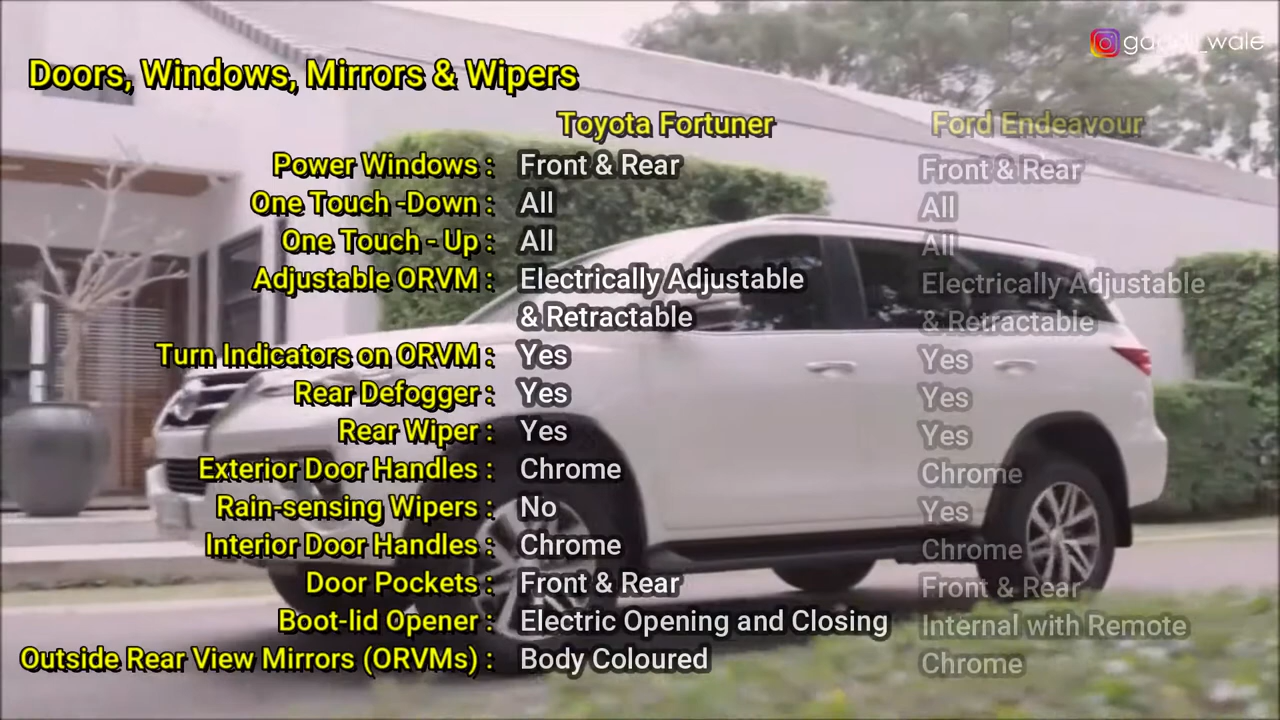 gaadiu_wale
Doors, Windows, Mirrors & Wipers
Toyota Fortuner Ford Endeavour
Power Windows : Front & Rear Front & Rear
One Touch -Down : All All
One Touch - Up : All All
Adjustable ORVM : Electrically Adjustable Electrically Adjustable
& Retractable & Retractable
Turn Indicators on ORVM : Yes Yes
Rear Defogger : Yes Yes
Rear Wiper : Yes Yes
Exterior Door Handles : Chrome Chrome
Rain-sensing Wipers : No Yes
Interior Door Handles : Chrome Chrome
Door Pockets : Front & Rear Front & Rear
Boot-lid Opener : Electric Opening and Closing Internal with Remote
Outside Rear View Mirrors (ORVMs) : Body Coloured Chrome